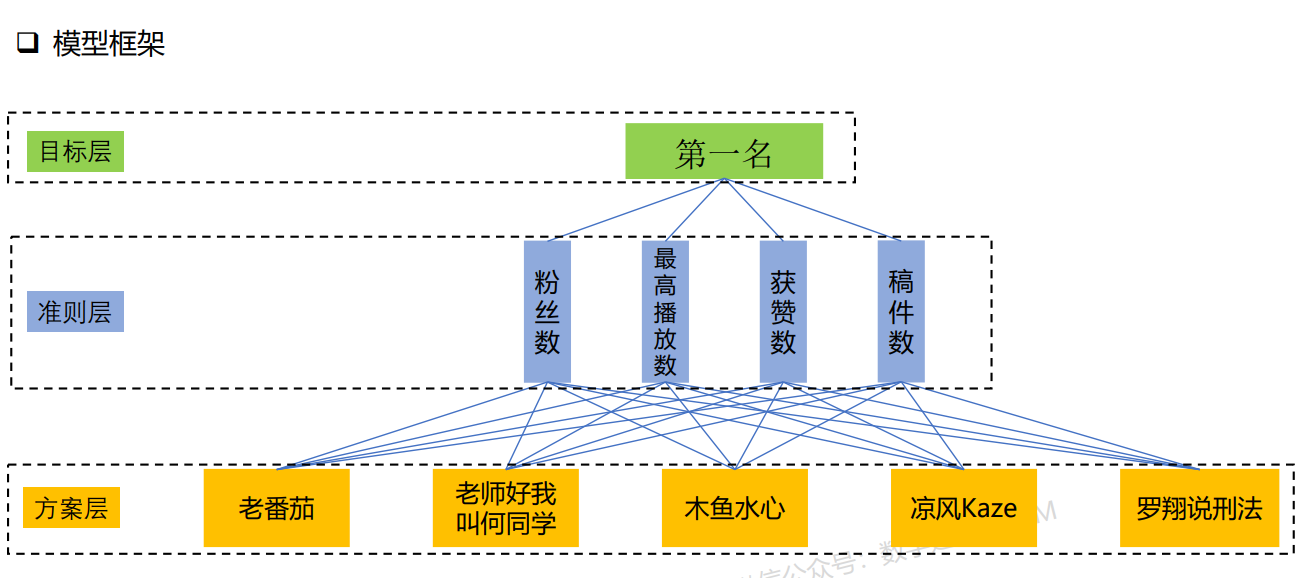 模型框架
目标层
第一名
准则层
粉丝数
最高播放数
获赞数
稿件数
方案层
老番茄
老师好我
叫何同学
木鱼水心
凉风Kaze
罗翔说刑法
信公众号：数学
M